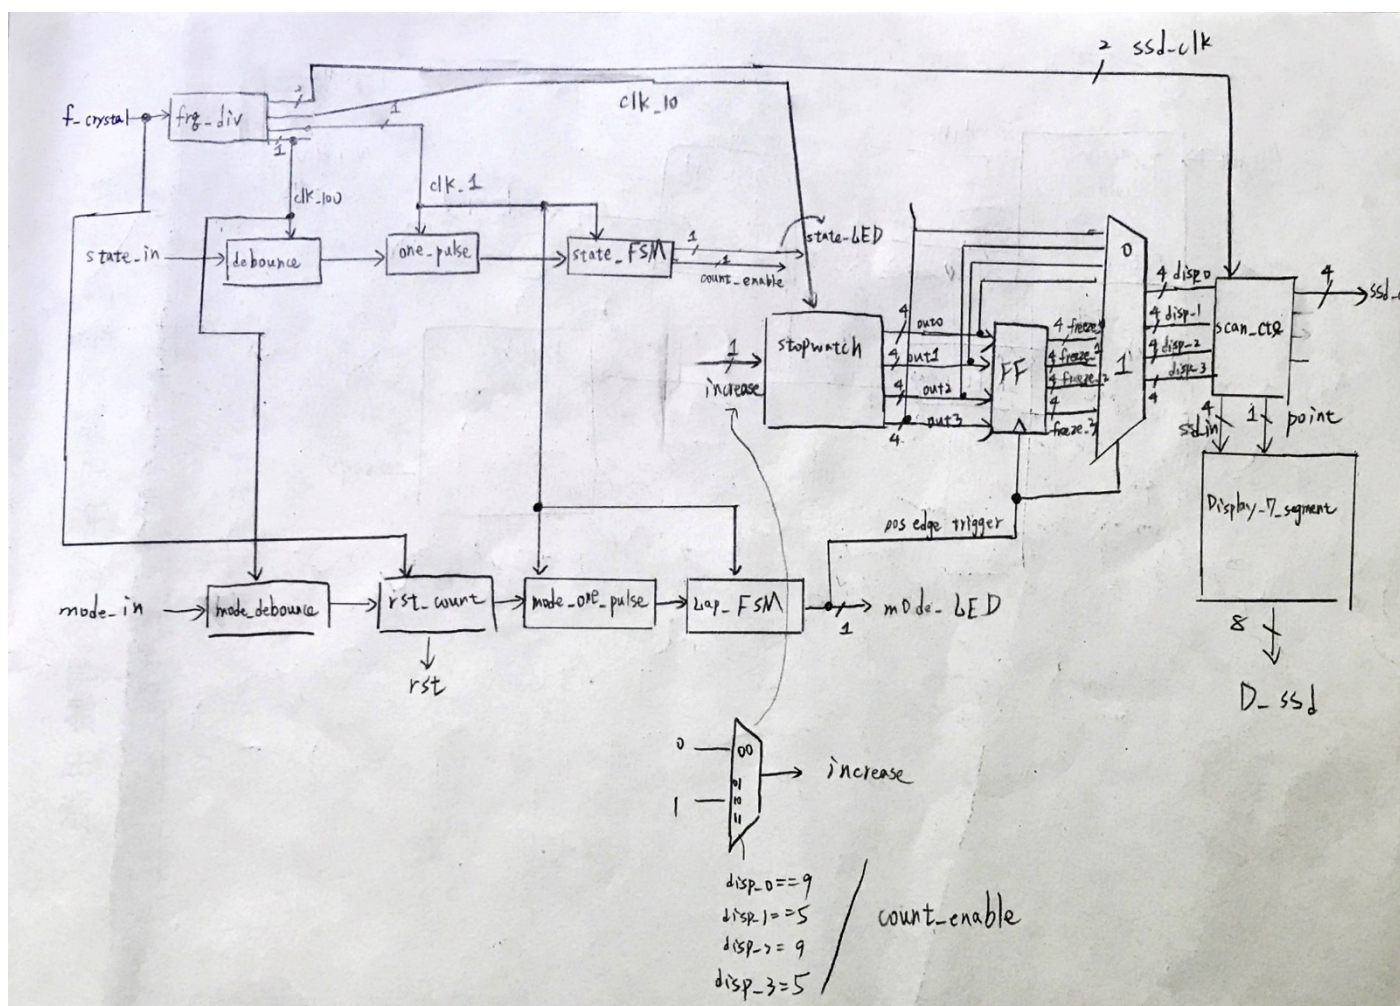 2 ssd_clk
f_crystal
frq_div
2
1
clk_10
1
clk_100
clk_1
state_in
debounce
one_pulse
state_FSM
1
state_LED
1
count_enable
0
4 disp0
4
4 out0
4 freeze
4 disp_1
scan_ctl
stopwatch
1
increase
4 out1
FF
4 freeze_1
1
4 disp_2
4 out2
4 freeze_2
disp_3
4
4
out3
4
freeze_3
4
ssd_in
1
point
Display_7_segment
pos edge trigger
mode_in
mode_debounce
rst_count
mode_one_pulse
Lap_FSM
1
mode_LED
8
rst
D_ssd
0
00
01
10
11
1
increase
disp_0==9
disp_1==5
disp_2=9
disp_3=5
count_enable